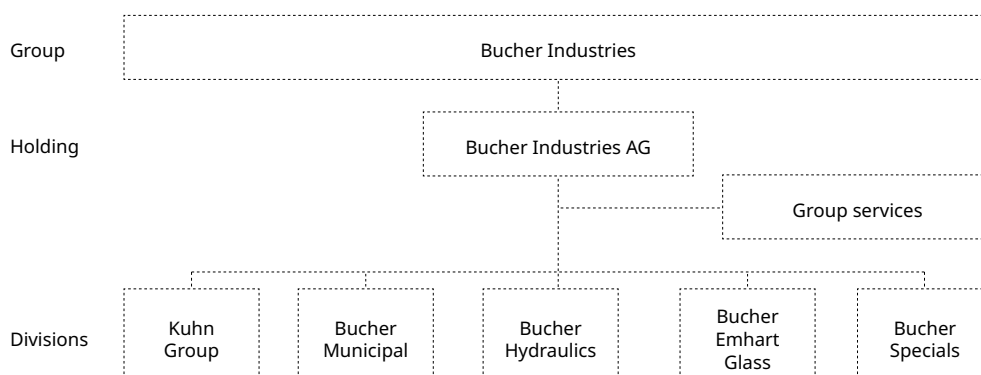 Group
Bucher Industries
Holding
Bucher Industries AG
Group services
Divisions
Kuhn
Group
Bucher
Municipal
Bucher
Hydraulics
Bucher
Emhart
Glass
Bucher
Specials